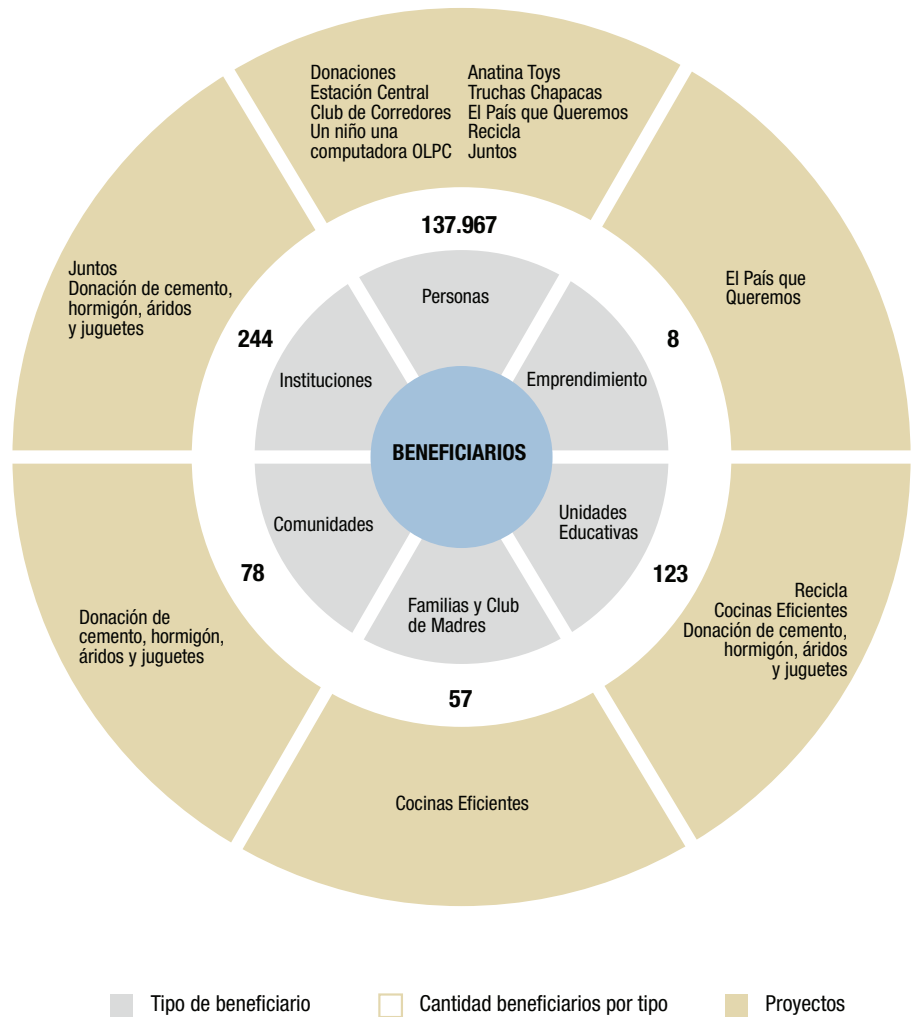 Donaciones
Estación Central
Club de Corredores
Un niño una
computadora OLPC
Anatina Toys
Truchas Chapacas
El País que Queremos
Recicla
Juntos
137.967
Personas
Juntos
Donación de cemento,
hormigón, áridos
y juguetes
244
Instituciones
El País que
Queremos
8
Emprendimiento
BENEFICIARIOS
Comunidades
78
Donación de
cemento, hormigón,
áridos y juguetes
Unidades
Educativas
123
Recicla
Cocinas Eficientes
Donación de cemento,
hormigón, áridos
y juguetes
Familias y Club
de Madres
57
Cocinas Eficientes
Tipo de beneficiario
Cantidad beneficiarios por tipo
Proyectos